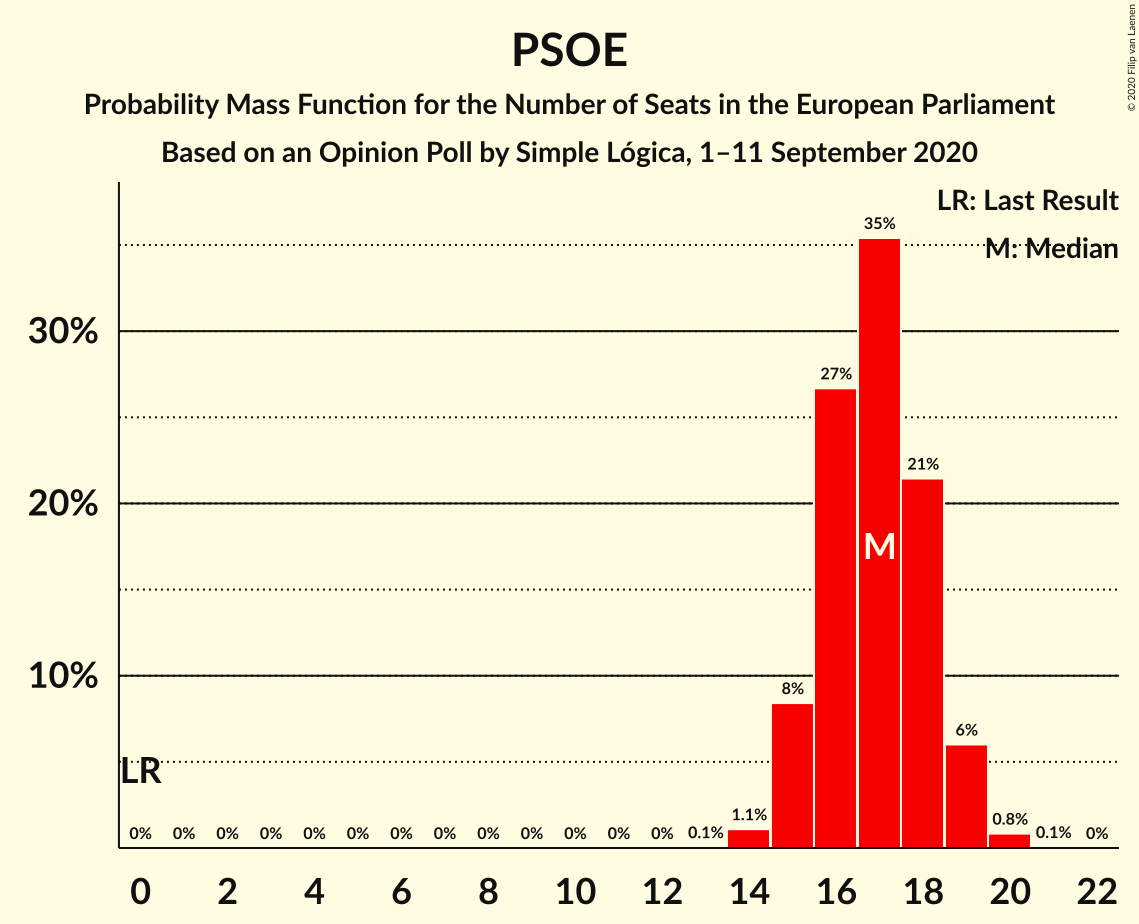 PSOE
Probability Mass Function for the Number of Seats in the European Parliament
Based on an Opinion Poll by Simple Lógica, 1–11 September 2020
© 2020 Filip van Laenen
LR: Last Result
M: Median
35%
30%
27%
21%
20%
M
10%
8%
6%
LR
0% 0% 0% 0% 0% 0% 0% 0% 0% 0% 0% 0% 0% 0.1% 1.1% 0.8% 0.1% 0%
0 2 4 6 8 10 12 14 16 18 20 22